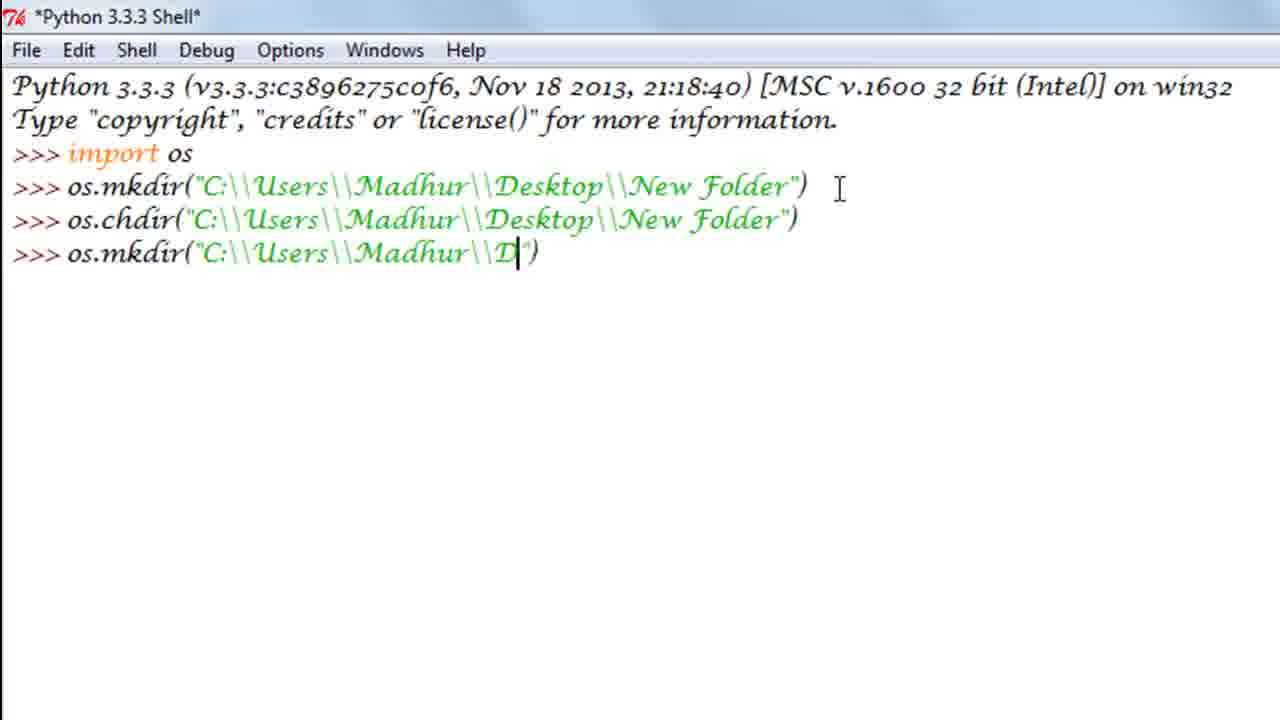 *Python 3.3.3 Shell*
File Edit Shell Debug Options Windows Help
Python 3.3.3 (v3.3.3:c3896275c0f6, Nov 18 2013, 21:18:40) [MSC v.1600 32 bit (Intel)] on win32
Type "copyright", "credits" or "license()" for more information.
>>> import os
>>> os.mkdir("C:\\Users\\Madhur\\Desktop\\New Folder")
>>> os.chdir("C:\\Users\\Madhur\\Desktop\\New Folder")
>>> os.mkdir("C:\\Users\\Madhur\\D")